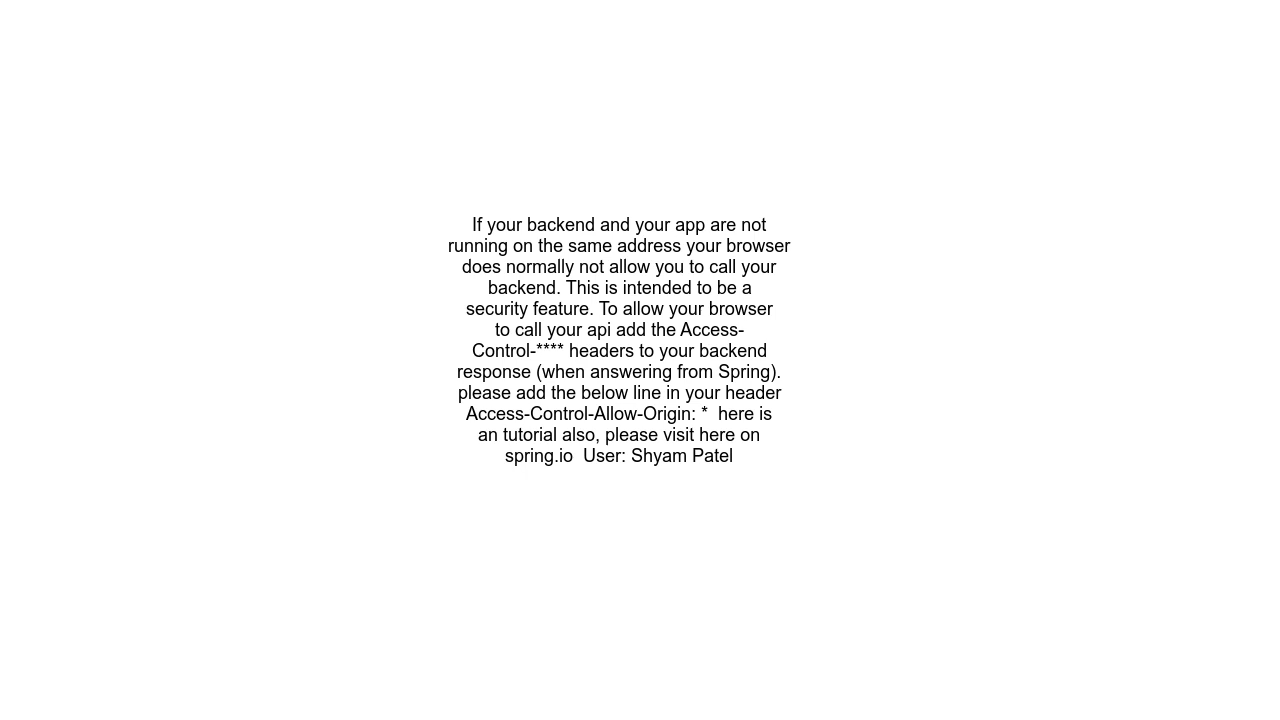 If your backend and your app are not
running on the same address your browser
does normally not allow you to call your
backend. This is intended to be a
security feature. To allow your browser
to call your api add the Access-
Control-**** headers to your backend
response (when answering from Spring).
please add the below line in your header
Access-Control-Allow-Origin: *  here is
an tutorial also, please visit here on
spring.io  User: Shyam Patel